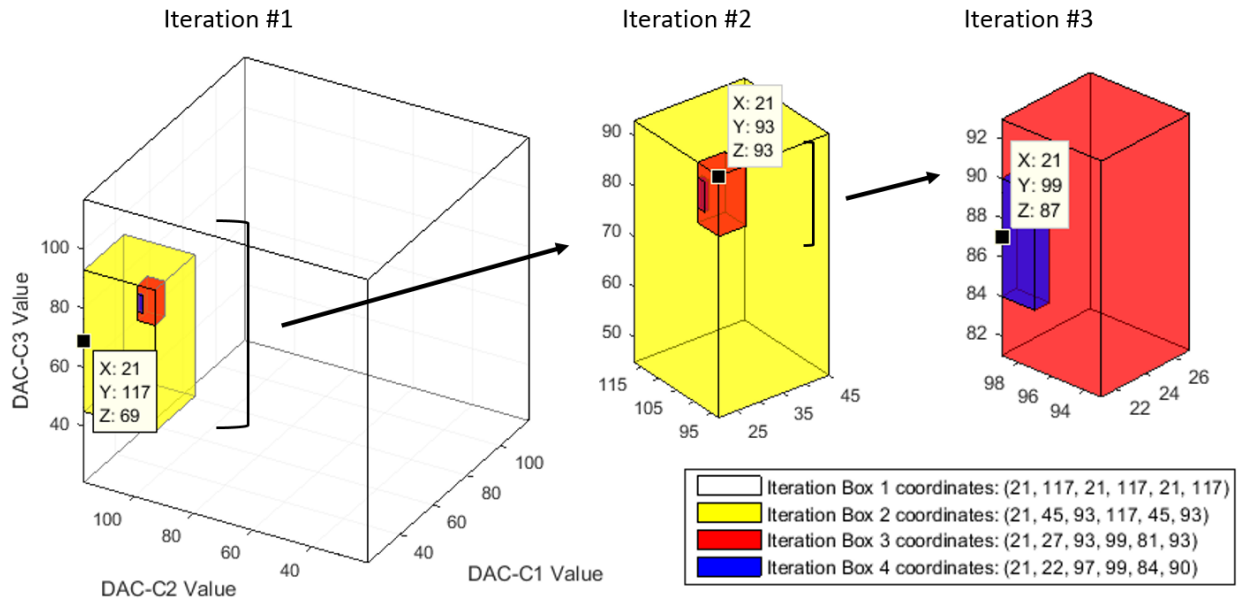 Iteration #1
Iteration #2
Iteration #3
DAC-C3 Value
100
80
60
40
X: 21
Y: 117
Z: 69
100
80
60
40
DAC-C2 Value
40
60
80
100
DAC-C1 Value
90
80
70
60
50
X: 21
Y: 93
Z: 93
115
105
95
25
35
45
92
90
88
86
84
82
X: 21
Y: 99
Z: 87
98
96
94
22
24
26
Iteration Box 1 coordinates: (21, 117, 21, 117, 21, 117)
Iteration Box 2 coordinates: (21, 45, 93, 117, 45, 93)
Iteration Box 3 coordinates: (21, 27, 93, 99, 81, 93)
Iteration Box 4 coordinates: (21, 22, 97, 99, 84, 90)